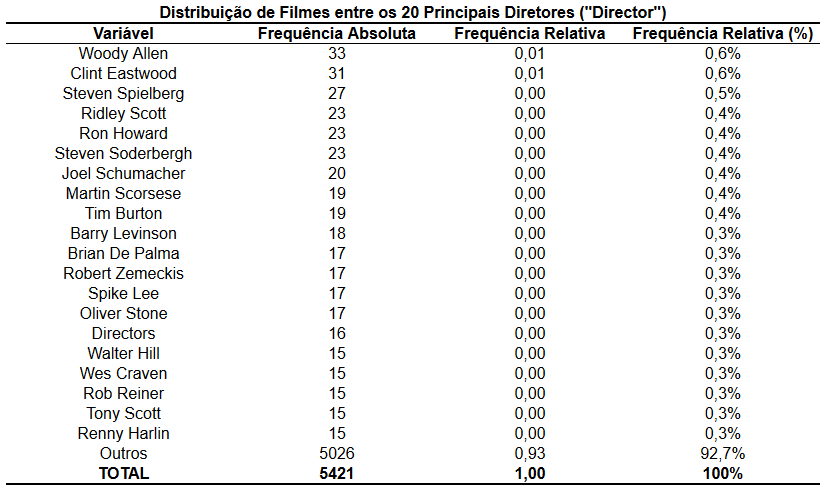 Distribuição de Filmes entre os 20 Principais Diretores ("Director")
Variável Frequência Absoluta Frequência Relativa Frequência Relativa (%)
Woody Allen 33 0,01 0,6%
Clint Eastwood 31 0,01 0,6%
Steven Spielberg 27 0,00 0,5%
Ridley Scott 23 0,00 0,4%
Ron Howard 23 0,00 0,4%
Steven Soderbergh 23 0,00 0,4%
Joel Schumacher 20 0,00 0,4%
Martin Scorsese 19 0,00 0,4%
Tim Burton 19 0,00 0,4%
Barry Levinson 18 0,00 0,3%
Brian De Palma 17 0,00 0,3%
Robert Zemeckis 17 0,00 0,3%
Spike Lee 17 0,00 0,3%
Oliver Stone 17 0,00 0,3%
Directors 16 0,00 0,3%
Walter Hill 15 0,00 0,3%
Wes Craven 15 0,00 0,3%
Rob Reiner 15 0,00 0,3%
Tony Scott 15 0,00 0,3%
Renny Harlin 15 0,00 0,3%
Outros 5026 0,93 92,7%
TOTAL 5421 1,00 100%